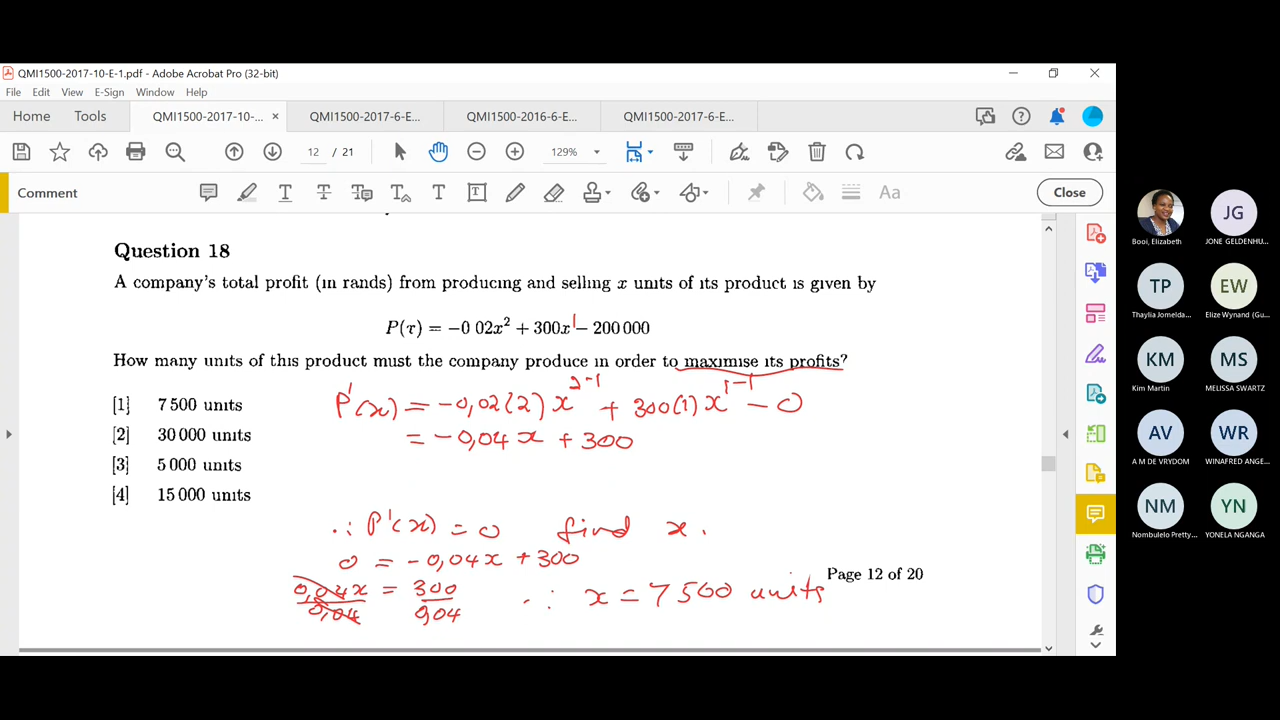 QMI1500-2017-10-E-1.pdf - Adobe Acrobat Pro (32-bit)
File Edit View E-Sign Window Help
Home Tools QMI1500-2017-10-... × QMI1500-2017-6-E... QMI1500-2016-6-E... QMI1500-2017-6-E...
12 / 21 129%
Comment Aa Close
Question 18
A company's total profit (in rands) from producing and selling x units of its product is given by
P(x) = −0 02x² + 300x¹ − 200 000
How many units of this product must the company produce in order to maximise its profits?
P'(x) = −0,02(2)x²⁻¹ + 300(1)x¹⁻¹ − 0
= −0,04x + 300
[1] 7 500 units
[2] 30 000 units
[3] 5 000 units
[4] 15 000 units
∴ P'(x) = 0 find x.
0 = −0,04x + 300
0,04x/0,04 = 300/0,04 ∴ x = 7500 units
Page 12 of 20
Booi, Elizabeth
JONE GELDENHU...
TP
Thaylia Jomelda...
EW
Elize Wynand (Gu...
KM
Kim Martin
MS
MELISSA SWARTZ
AV
A M DE VRYDOM
WR
WINAFRED ANGE...
NM
Nombulelo Pretty...
YN
YONELA NGANGA
JG